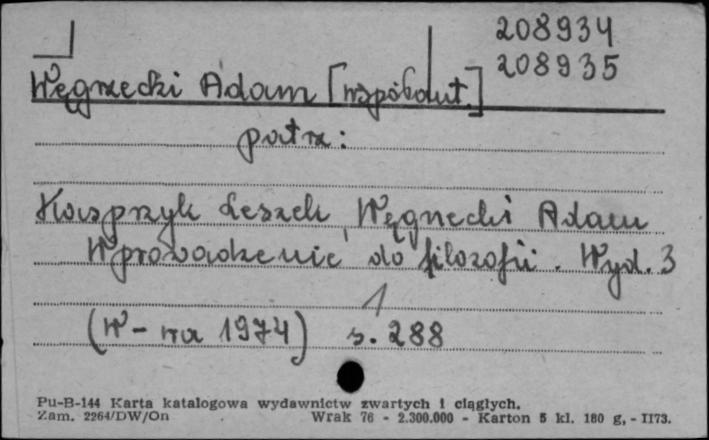 208934
208935
Węgrzecki Adam [współaut.]
patrz:
Kasprzyk Leszek, Węgrzecki Adam
Wprowadzenie do filozofii. Wyd. 3
(W-wa 1974) s. 288
Pu-B-144 Karta katalogowa wydawnictw zwartych i ciągłych.
Zam. 2264/DW/On Wrak 76 - 2.300.000 - Karton 5 kl. 180 g, - II73.